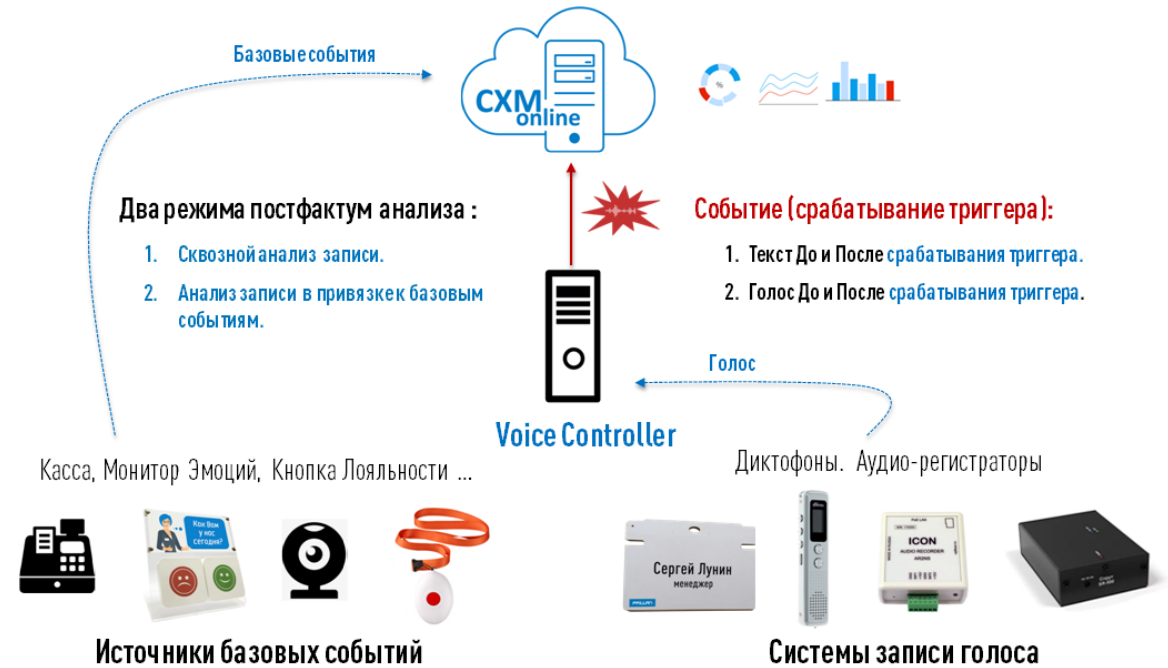 Базовые события
CXM
online
%
Два режима постфактум анализа :
1. Сквозной анализ записи.
2. Анализ записи в привязке к базовым
событиям.
Событие (срабатывание триггера):
1. Текст До и После срабатывания триггера.
2. Голос До и После срабатывания триггера.
Голос
Voice Controller
Касса, Монитор Эмоций, Кнопка Лояльности ...
Диктофоны. Аудио-регистраторы
Как Вам
у нас
сегодня?
Сергей Лунин
менеджер
ICON
AUDIO RECORDER
Источники базовых событий
Системы записи голоса